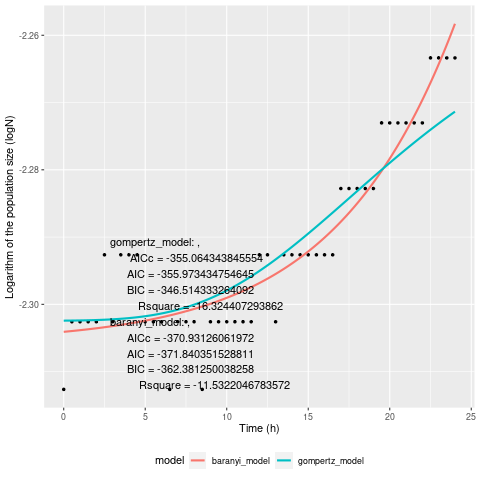 -2.26
-2.28
-2.30
Logarithm of the population size (logN)
gompertz_model: ,
AICc = -355.064343845554
AIC = -355.973434754645
BIC = -346.514333264092
Rsquare = -16.324407293862
baranyi_model: ,
AICc = -370.93126061972
AIC = -371.840351528811
BIC = -362.381250038258
Rsquare = -11.5322046783572
0 5 10 15 20 25
Time (h)
model baranyi_model gompertz_model